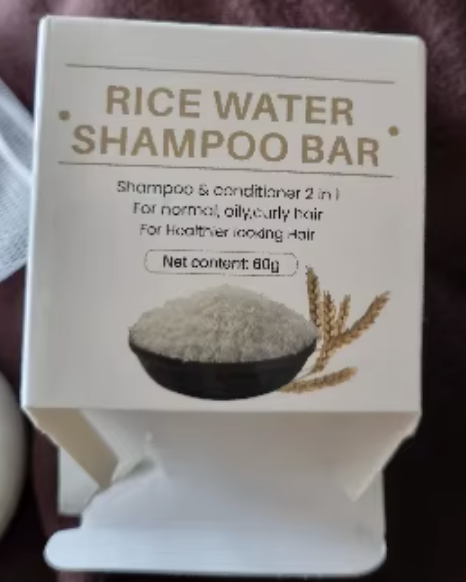 RICE WATER
SHAMPOO BAR
Shampoo & conditioner 2 in 1
For normal, oily,curly hair
For Healthier looking Hair
Net content: 60g